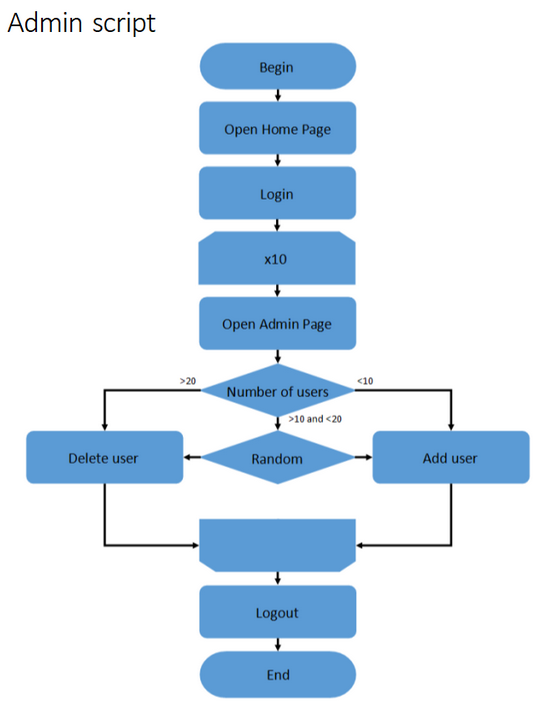 Admin script
Begin
Open Home Page
Login
x10
Open Admin Page
>20
Number of users
<10
>10 and <20
Delete user
Random
Add user
Logout
End